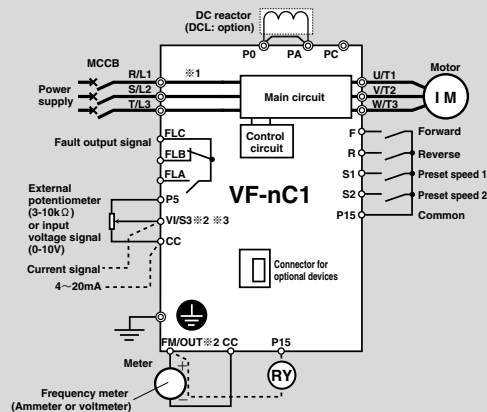 DC reactor
(DCL: option)
P0
PA
PC
MCCB
Power
supply
R/L1
※1
S/L2
T/L3
Main circuit
Control
circuit
U/T1
V/T2
W/T3
Motor
I M
Fault output signal
FLC
FLB
FLA
F
Forward
R
Reverse
S1
Preset speed 1
S2
Preset speed 2
P15
Common
VF-nC1
External
potentiometer
(3-10kΩ)
or input
voltage signal
(0-10V)
P5
VI/S3※2 ※3
CC
Current signal
4～20mA
Connector for
optional devices
FM/OUT※2 CC
P15
Meter
+
−
RY
Frequency meter
(Ammeter or voltmeter)